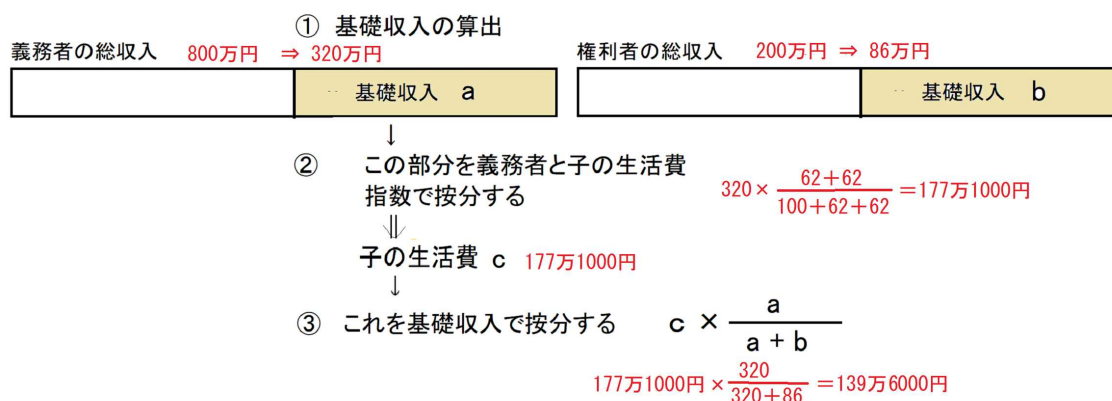 ① 基礎収入の算出
義務者の総収入 800万円 ⇒ 320万円
権利者の総収入 200万円 ⇒ 86万円
基礎収入 a
基礎収入 b
↓
② この部分を義務者と子の生活費
指数で按分する
320 × (62+62)/(100+62+62) = 177万1000円
⇓
子の生活費 c 177万1000円
↓
③ これを基礎収入で按分する c × a/(a + b)
177万1000円 × 320/(320+86) = 139万6000円